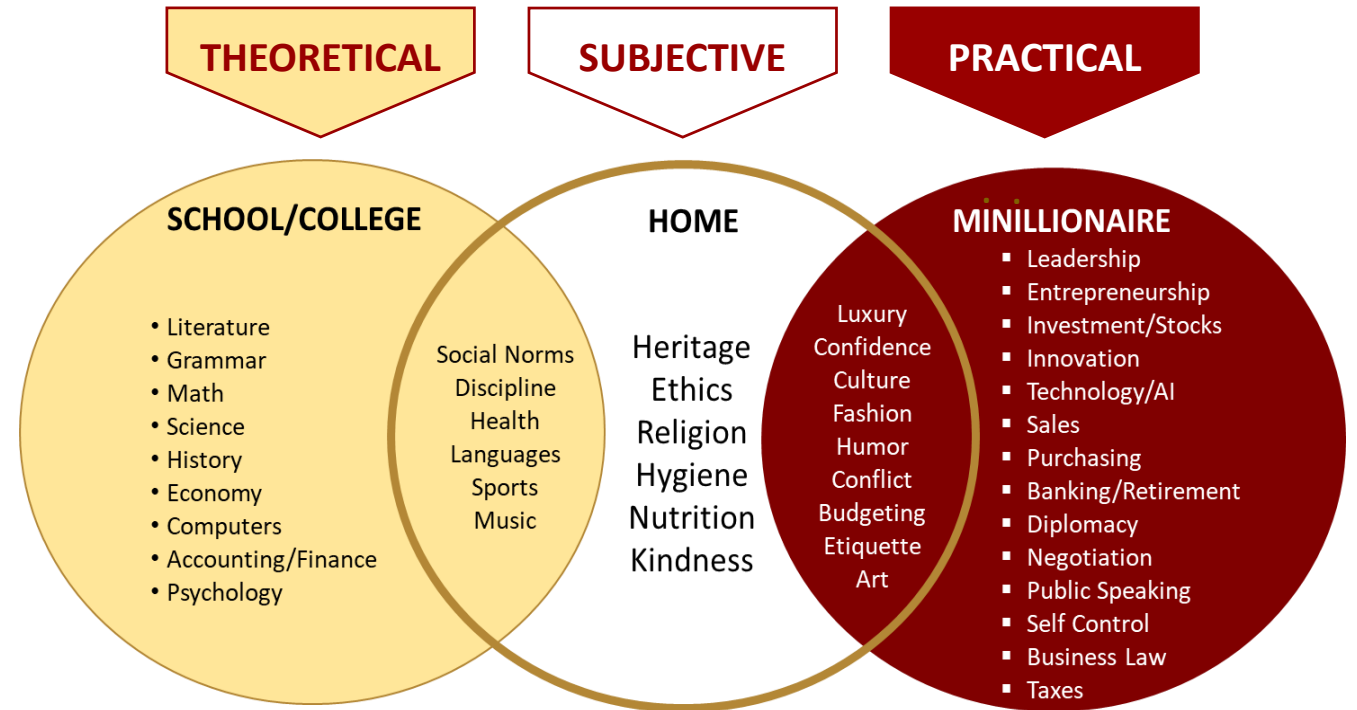 THEORETICAL
SUBJECTIVE
PRACTICAL
SCHOOL/COLLEGE
• Literature
• Grammar
• Math
• Science
• History
• Economy
• Computers
• Accounting/Finance
• Psychology
Social Norms
Discipline
Health
Languages
Sports
Music
HOME
Heritage
Ethics
Religion
Hygiene
Nutrition
Kindness
Luxury
Confidence
Culture
Fashion
Humor
Conflict
Budgeting
Etiquette
Art
MINILLIONAIRE
▪ Leadership
▪ Entrepreneurship
▪ Investment/Stocks
▪ Innovation
▪ Technology/AI
▪ Sales
▪ Purchasing
▪ Banking/Retirement
▪ Diplomacy
▪ Negotiation
▪ Public Speaking
▪ Self Control
▪ Business Law
▪ Taxes